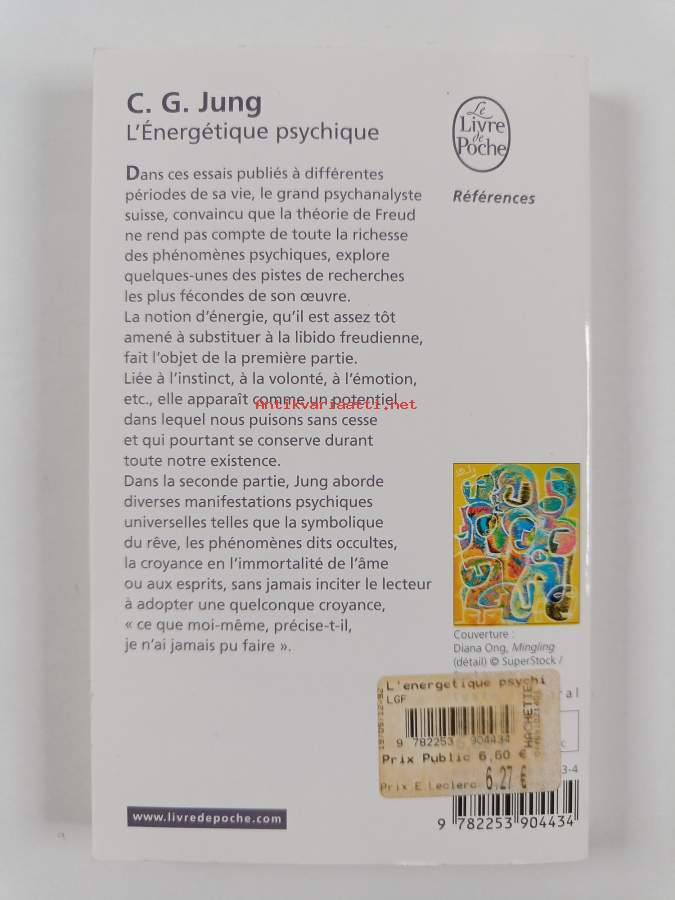 C. G. Jung
L'Énergétique psychique
Le
Livre
de
Poche
Références
Dans ces essais publiés à différentes
périodes de sa vie, le grand psychanalyste
suisse, convaincu que la théorie de Freud
ne rend pas compte de toute la richesse
des phénomènes psychiques, explore
quelques-unes des pistes de recherches
les plus fécondes de son œuvre.
La notion d'énergie, qu'il est assez tôt
amené à substituer à la libido freudienne,
fait l'objet de la première partie.
Liée à l'instinct, à la volonté, à l'émotion,
etc., elle apparaît comme un potentiel
Antikvariaatti.net
dans lequel nous puisons sans cesse
et qui pourtant se conserve durant
toute notre existence.
Dans la seconde partie, Jung aborde
diverses manifestations psychiques
universelles telles que la symbolique
du rêve, les phénomènes dits occultes,
la croyance en l'immortalité de l'âme
ou aux esprits, sans jamais inciter le lecteur
à adopter une quelconque croyance,
« ce que moi-même, précise-t-il,
je n'ai jamais pu faire ».
Couverture :
Diana Ong, Mingling
(détail) © SuperStock /
L'energetique psychi
LGF
HACHETTE
9 782253 904434
Prix Public 6,60 €
Prix E.Leclerc 6,27 €
3-4
9 782253 904434
www.livredepoche.com